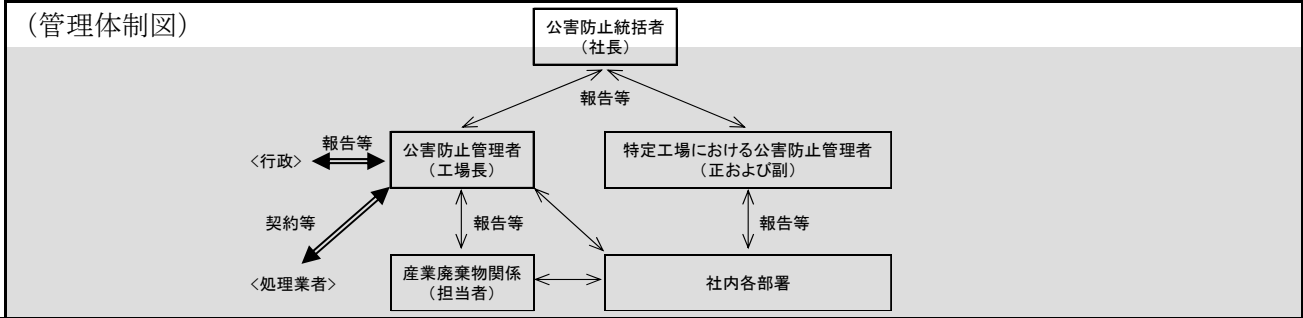 （管理体制図）
公害防止統括者
（社長）
報告等
<行政>
報告等
公害防止管理者
（工場長）
特定工場における公害防止管理者
（正および副）
契約等
報告等
報告等
<処理業者>
産業廃棄物関係
（担当者）
社内各部署